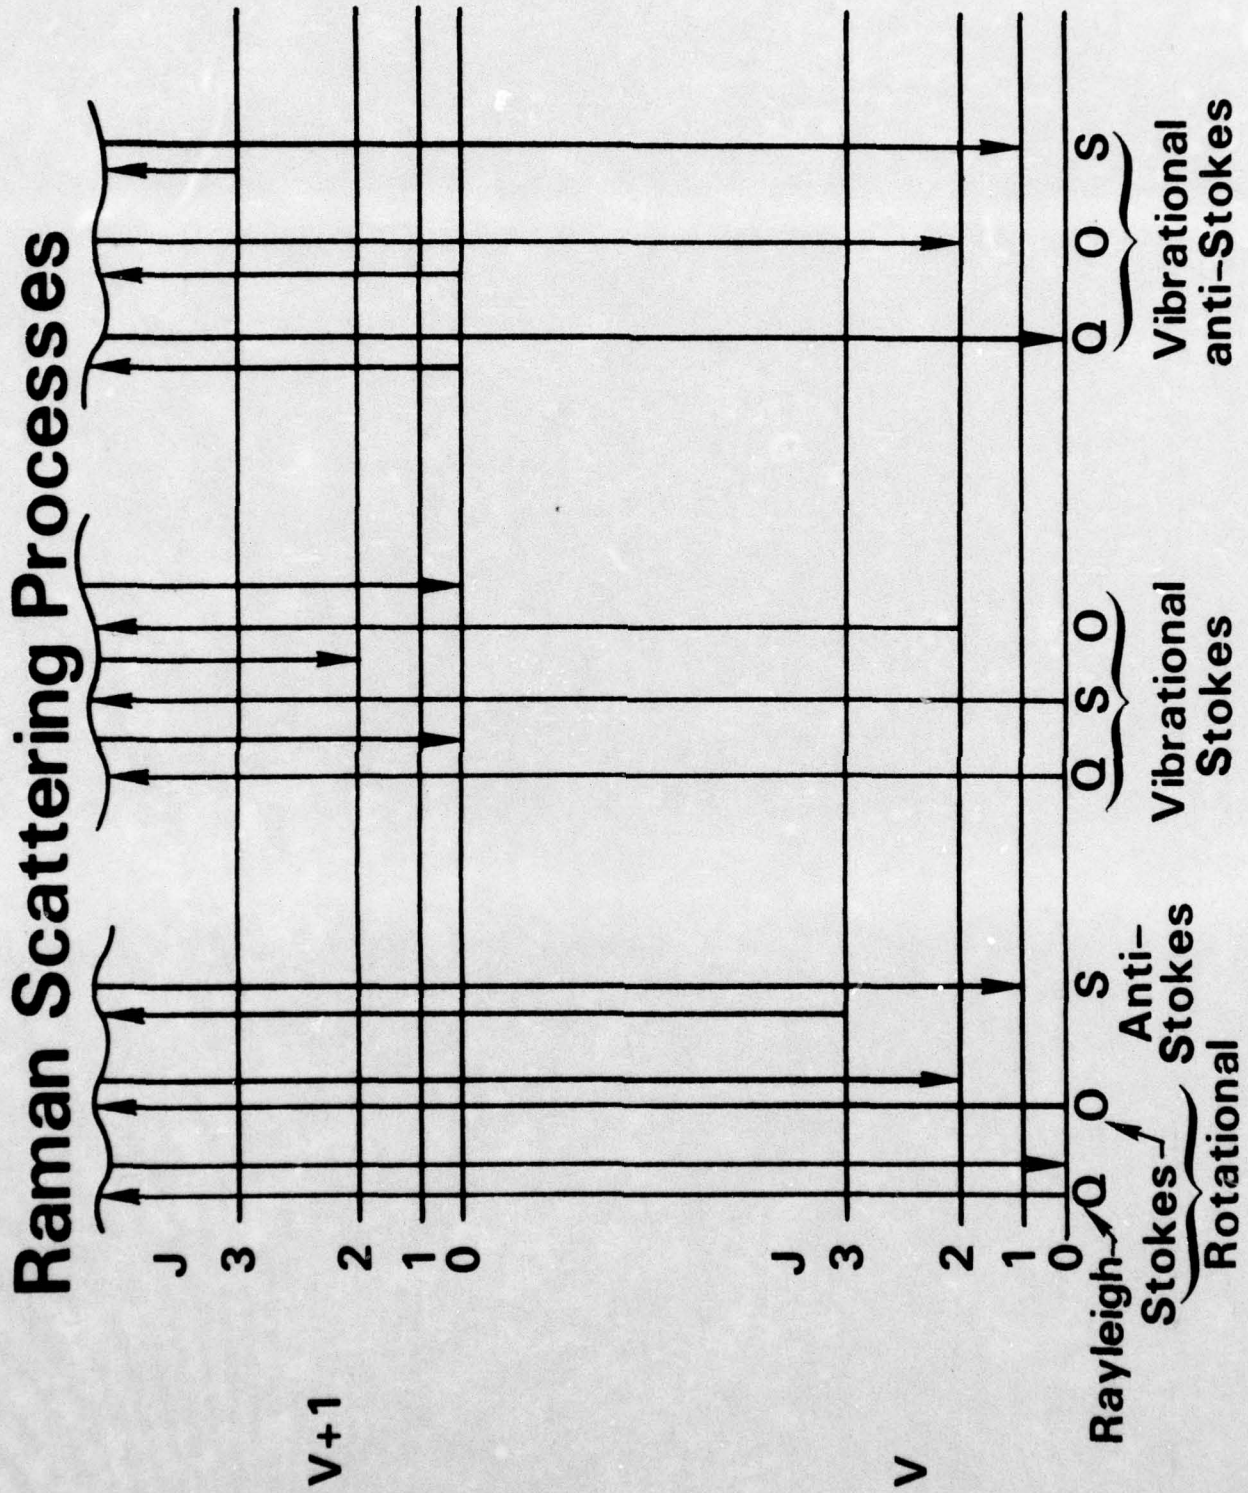 Raman Scattering Processes
J
3
V+1
2
1
0
J
3
V
2
1
0
Q O S Q S O Q O S
Rayleigh
Anti-
Stokes
Stokes
Rotational
Vibrational
Stokes
Vibrational
anti-Stokes